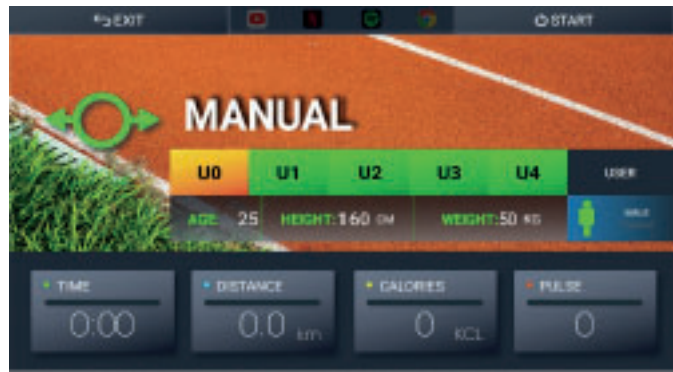 EXIT START
MANUAL
U0 U1 U2 U3 U4 USER
AGE: 25 HEIGHT:160 CM WEIGHT:50 KG
TIME DISTANCE CALORIES PULSE
0:00 0.0 km 0 KCL 0